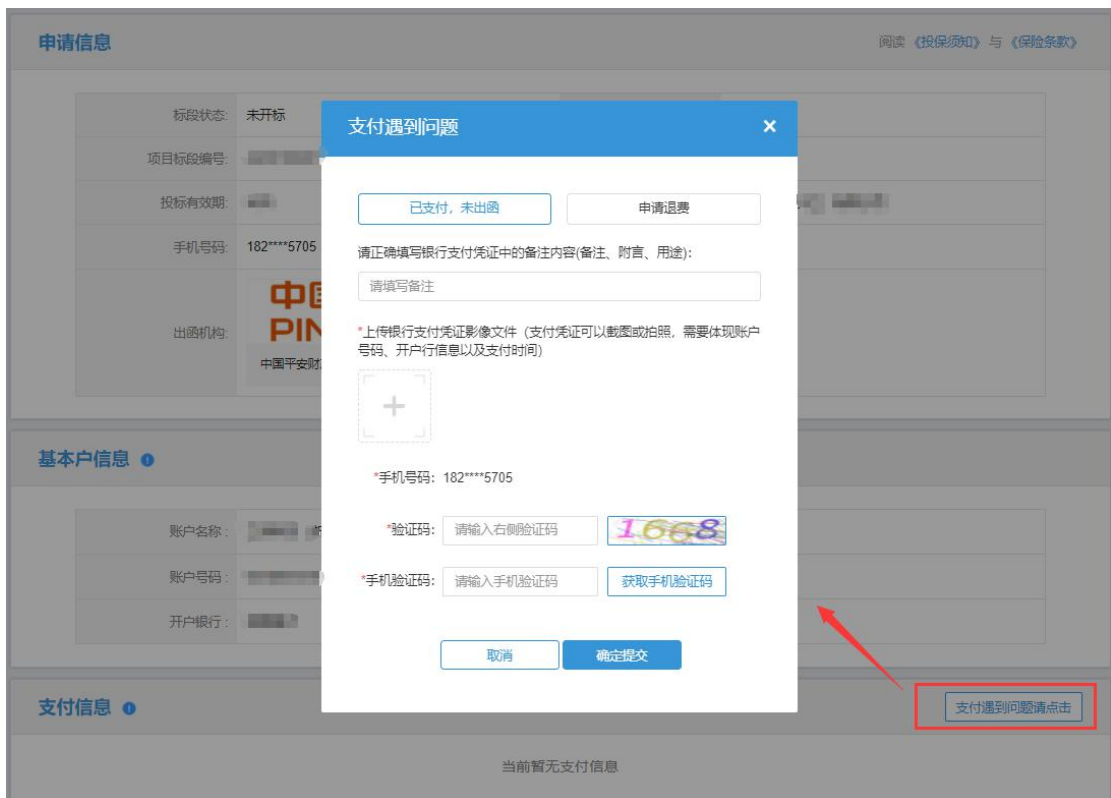 申请信息
阅读 《投保须知》 与 《保险条款》
标段状态: 未开标
项目标段编号:
投标有效期:
手机号码: 182****5705
出函机构:
中国
PIN
中国平安财
支付遇到问题 ×
已支付，未出函 申请退费
请正确填写银行支付凭证中的备注内容(备注、附言、用途):
请填写备注
*上传银行支付凭证影像文件（支付凭证可以截图或拍照，需要体现账户
号码、开户行信息以及支付时间）
*手机号码: 182****5705
*验证码: 请输入右侧验证码 1668
*手机验证码: 请输入手机验证码 获取手机验证码
取消 确定提交
基本户信息
账户名称:
账户号码:
开户银行:
支付信息
支付遇到问题请点击
当前暂无支付信息